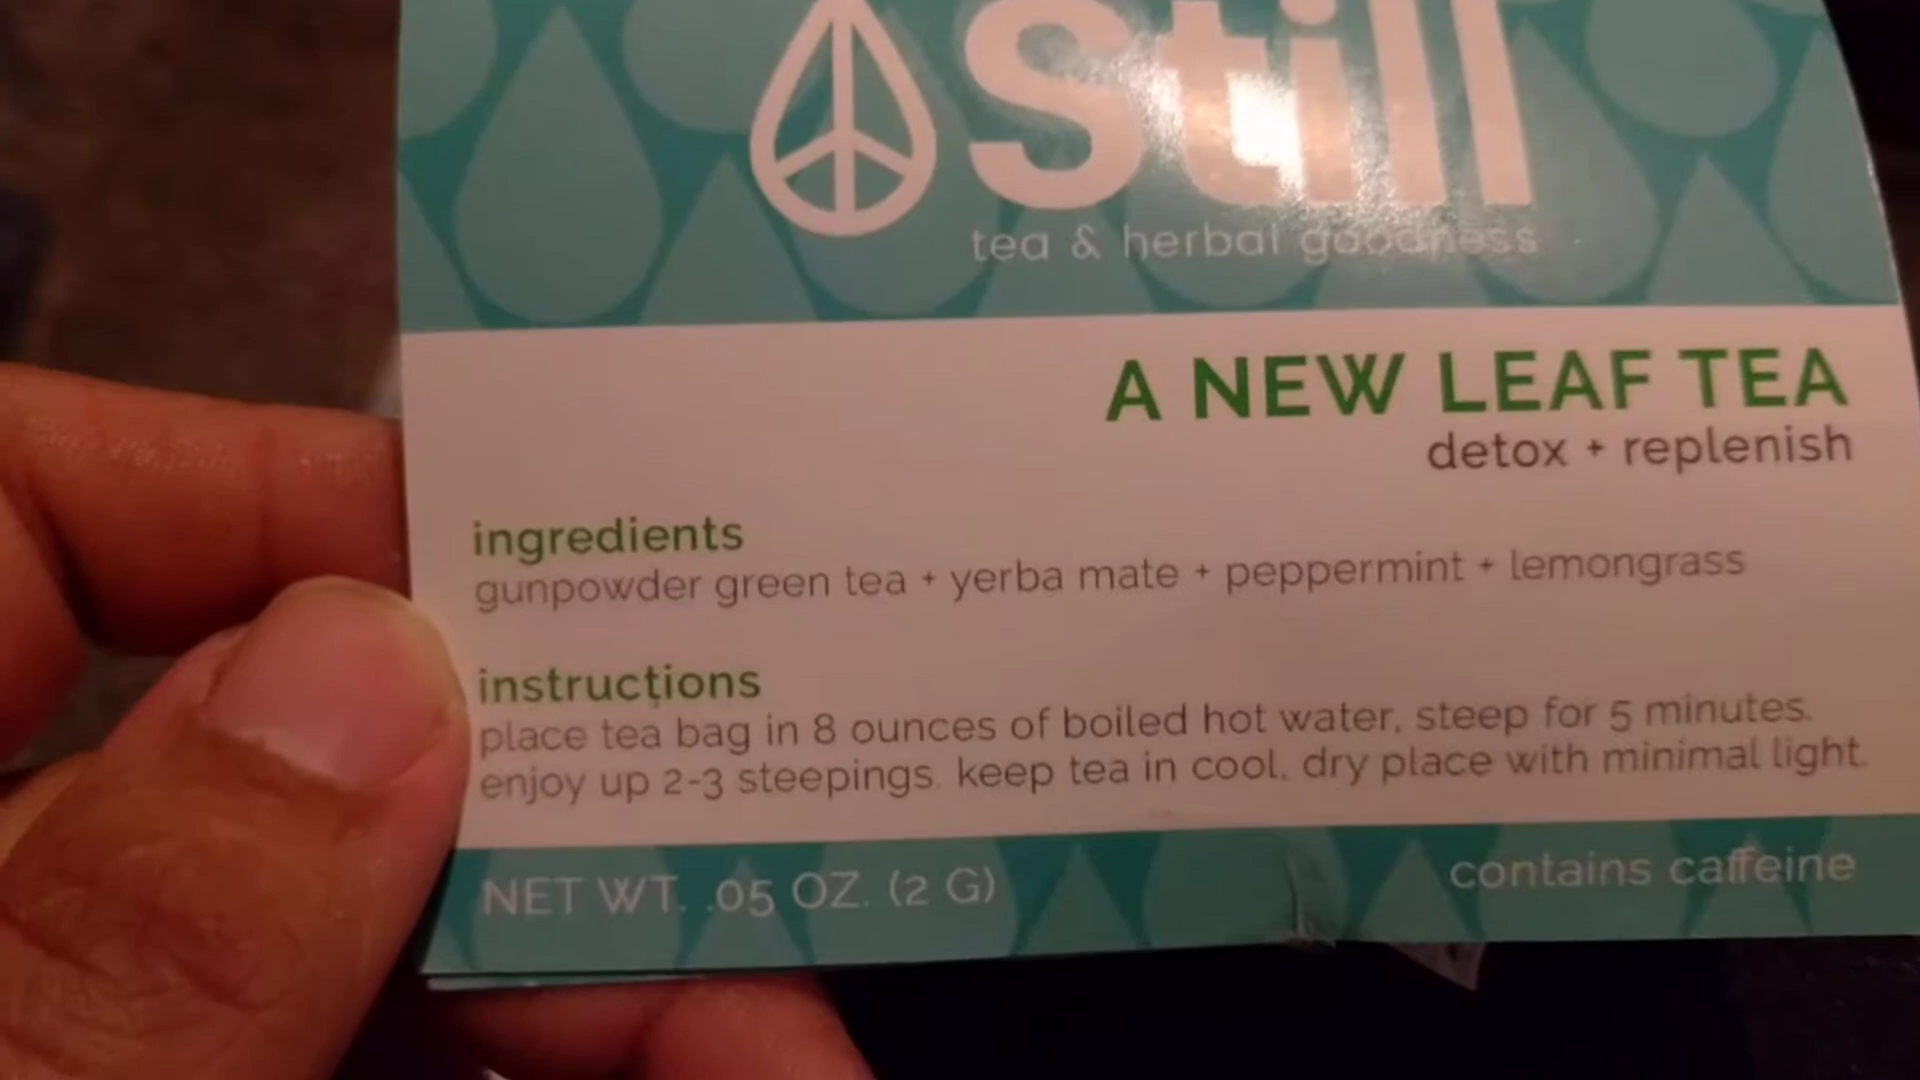 Still
tea & herbal goodness
A NEW LEAF TEA
detox + replenish
ingredients
gunpowder green tea + yerba mate + peppermint + lemongrass
instructions
place tea bag in 8 ounces of boiled hot water, steep for 5 minutes.
enjoy up 2-3 steepings. keep tea in cool, dry place with minimal light.
NET WT. .05 OZ. (2 G)
contains caffeine